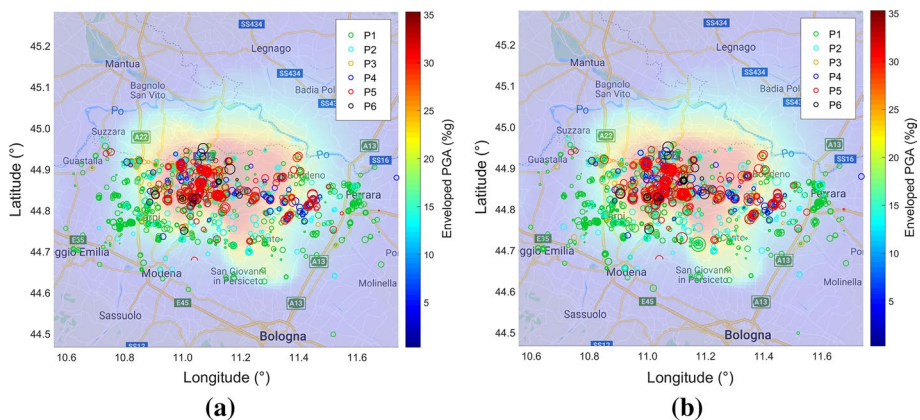 35
SS434
45.2
Legnago
Mantua
P1
P2
P3
P4
P5
P6
30
SS434
Badia Pol
45.1
Bagnolo
San Vito
Po
25
Latitude (°)
45.0
Suzzara
A22
A13
20
Enveloped PGA (%g)
Guastalla
Po
SS16
44.9
15
Ferrara
44.8
10
44.7
E35
ggio Emilia
A13
Po
Modena
San Giovanni
in Persiceto
Molinella
5
44.6
E45
A13
Sassuolo
Bologna
44.5
SS12
10.6
10.8
11.0
11.2
11.4
11.6
Longitude (°)
(a)
35
SS434
45.2
Legnago
Mantua
P1
P2
P3
P4
P5
P6
30
SS434
Badia Pol
45.1
Bagnolo
San Vito
Po
25
Latitude (°)
45.0
Suzzara
A22
A13
20
Enveloped PGA (%g)
Guastalla
Po
SS16
44.9
15
Ferrara
44.8
10
44.7
E35
ggio Emilia
A13
Po
Modena
San Giovanni
in Persiceto
Molinella
5
44.6
E45
A13
Sassuolo
Bologna
44.5
SS12
10.6
10.8
11.0
11.2
11.4
11.6
Longitude (°)
(b)